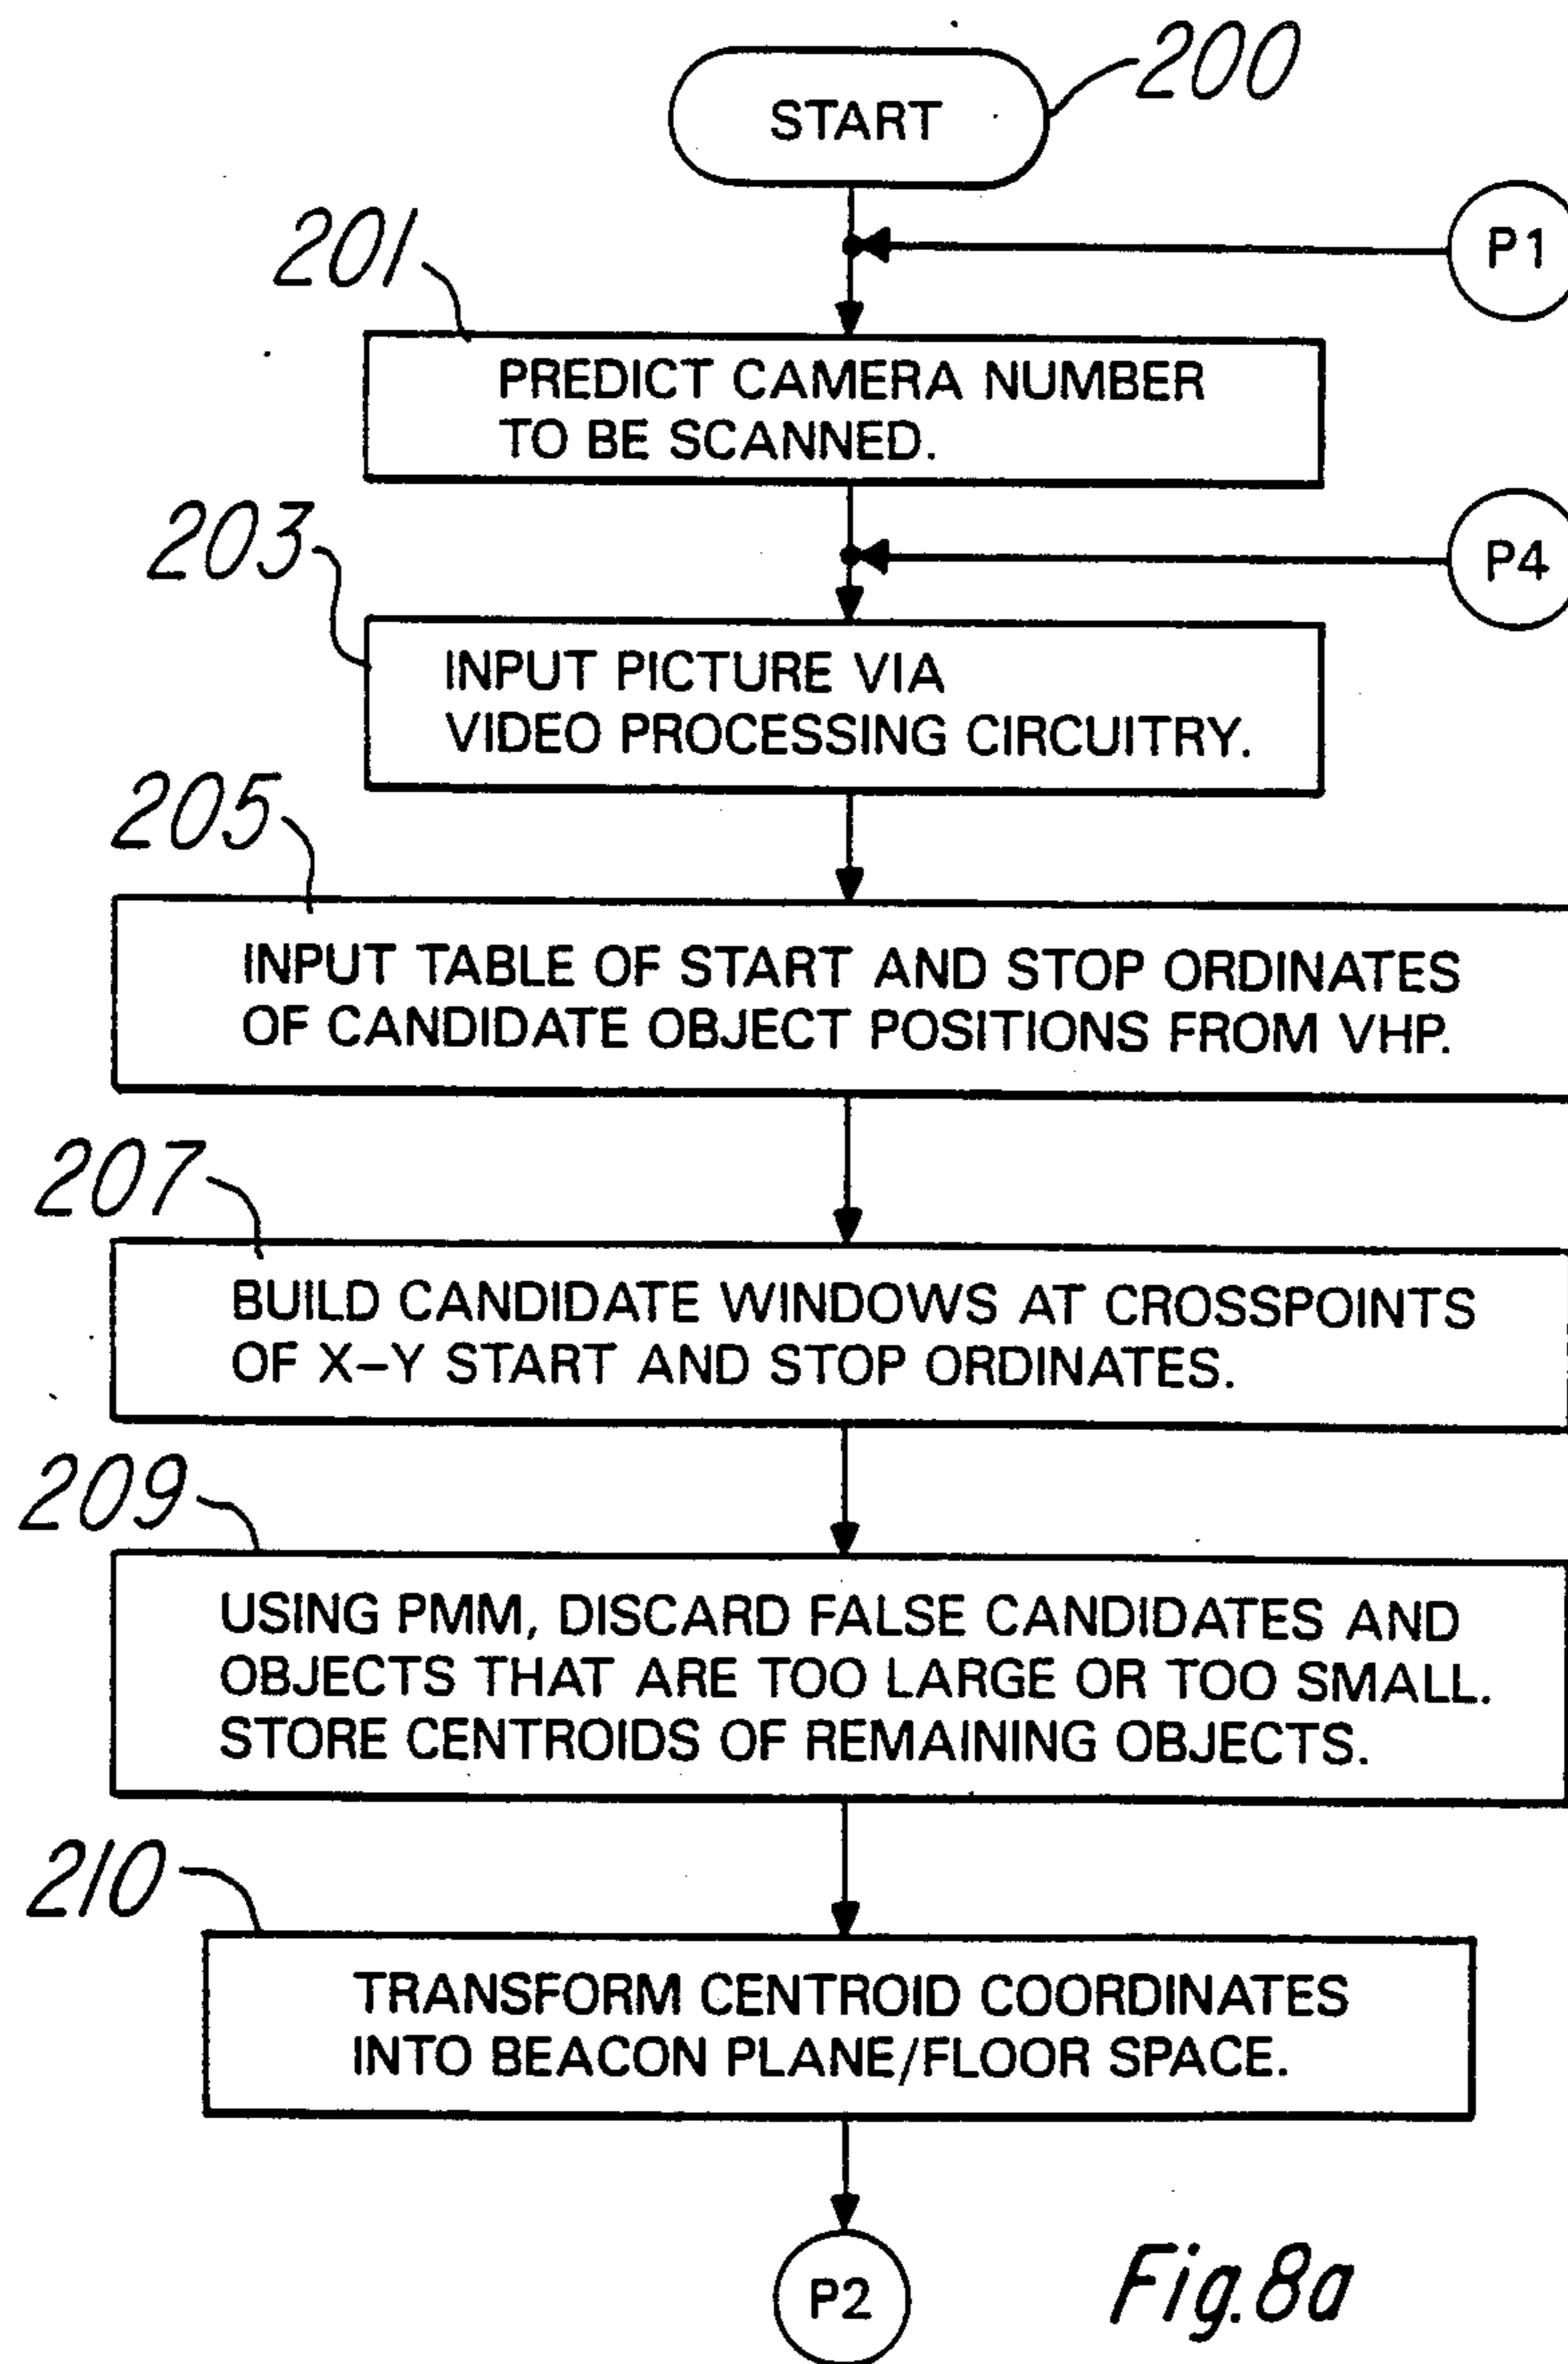 START
200
P1
201
PREDICT CAMERA NUMBER
TO BE SCANNED.
P4
203
INPUT PICTURE VIA
VIDEO PROCESSING CIRCUITRY.
205
INPUT TABLE OF START AND STOP ORDINATES
OF CANDIDATE OBJECT POSITIONS FROM VHP.
207
BUILD CANDIDATE WINDOWS AT CROSSPOINTS
OF X-Y START AND STOP ORDINATES.
209
USING PMM, DISCARD FALSE CANDIDATES AND
OBJECTS THAT ARE TOO LARGE OR TOO SMALL.
STORE CENTROIDS OF REMAINING OBJECTS.
210
TRANSFORM CENTROID COORDINATES
INTO BEACON PLANE/FLOOR SPACE.
P2
Fig.8a